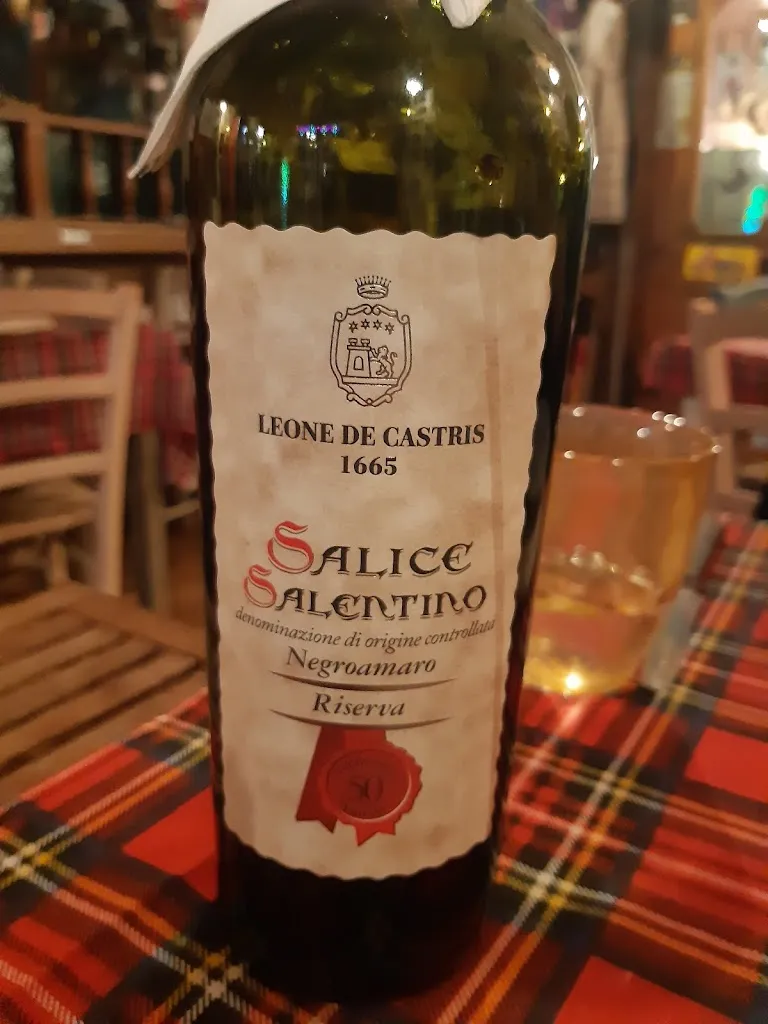 LEONE DE CASTRIS
1665
SALICE
SALENTINO
denominazione di origine controllata
Negroamaro
Riserva
50